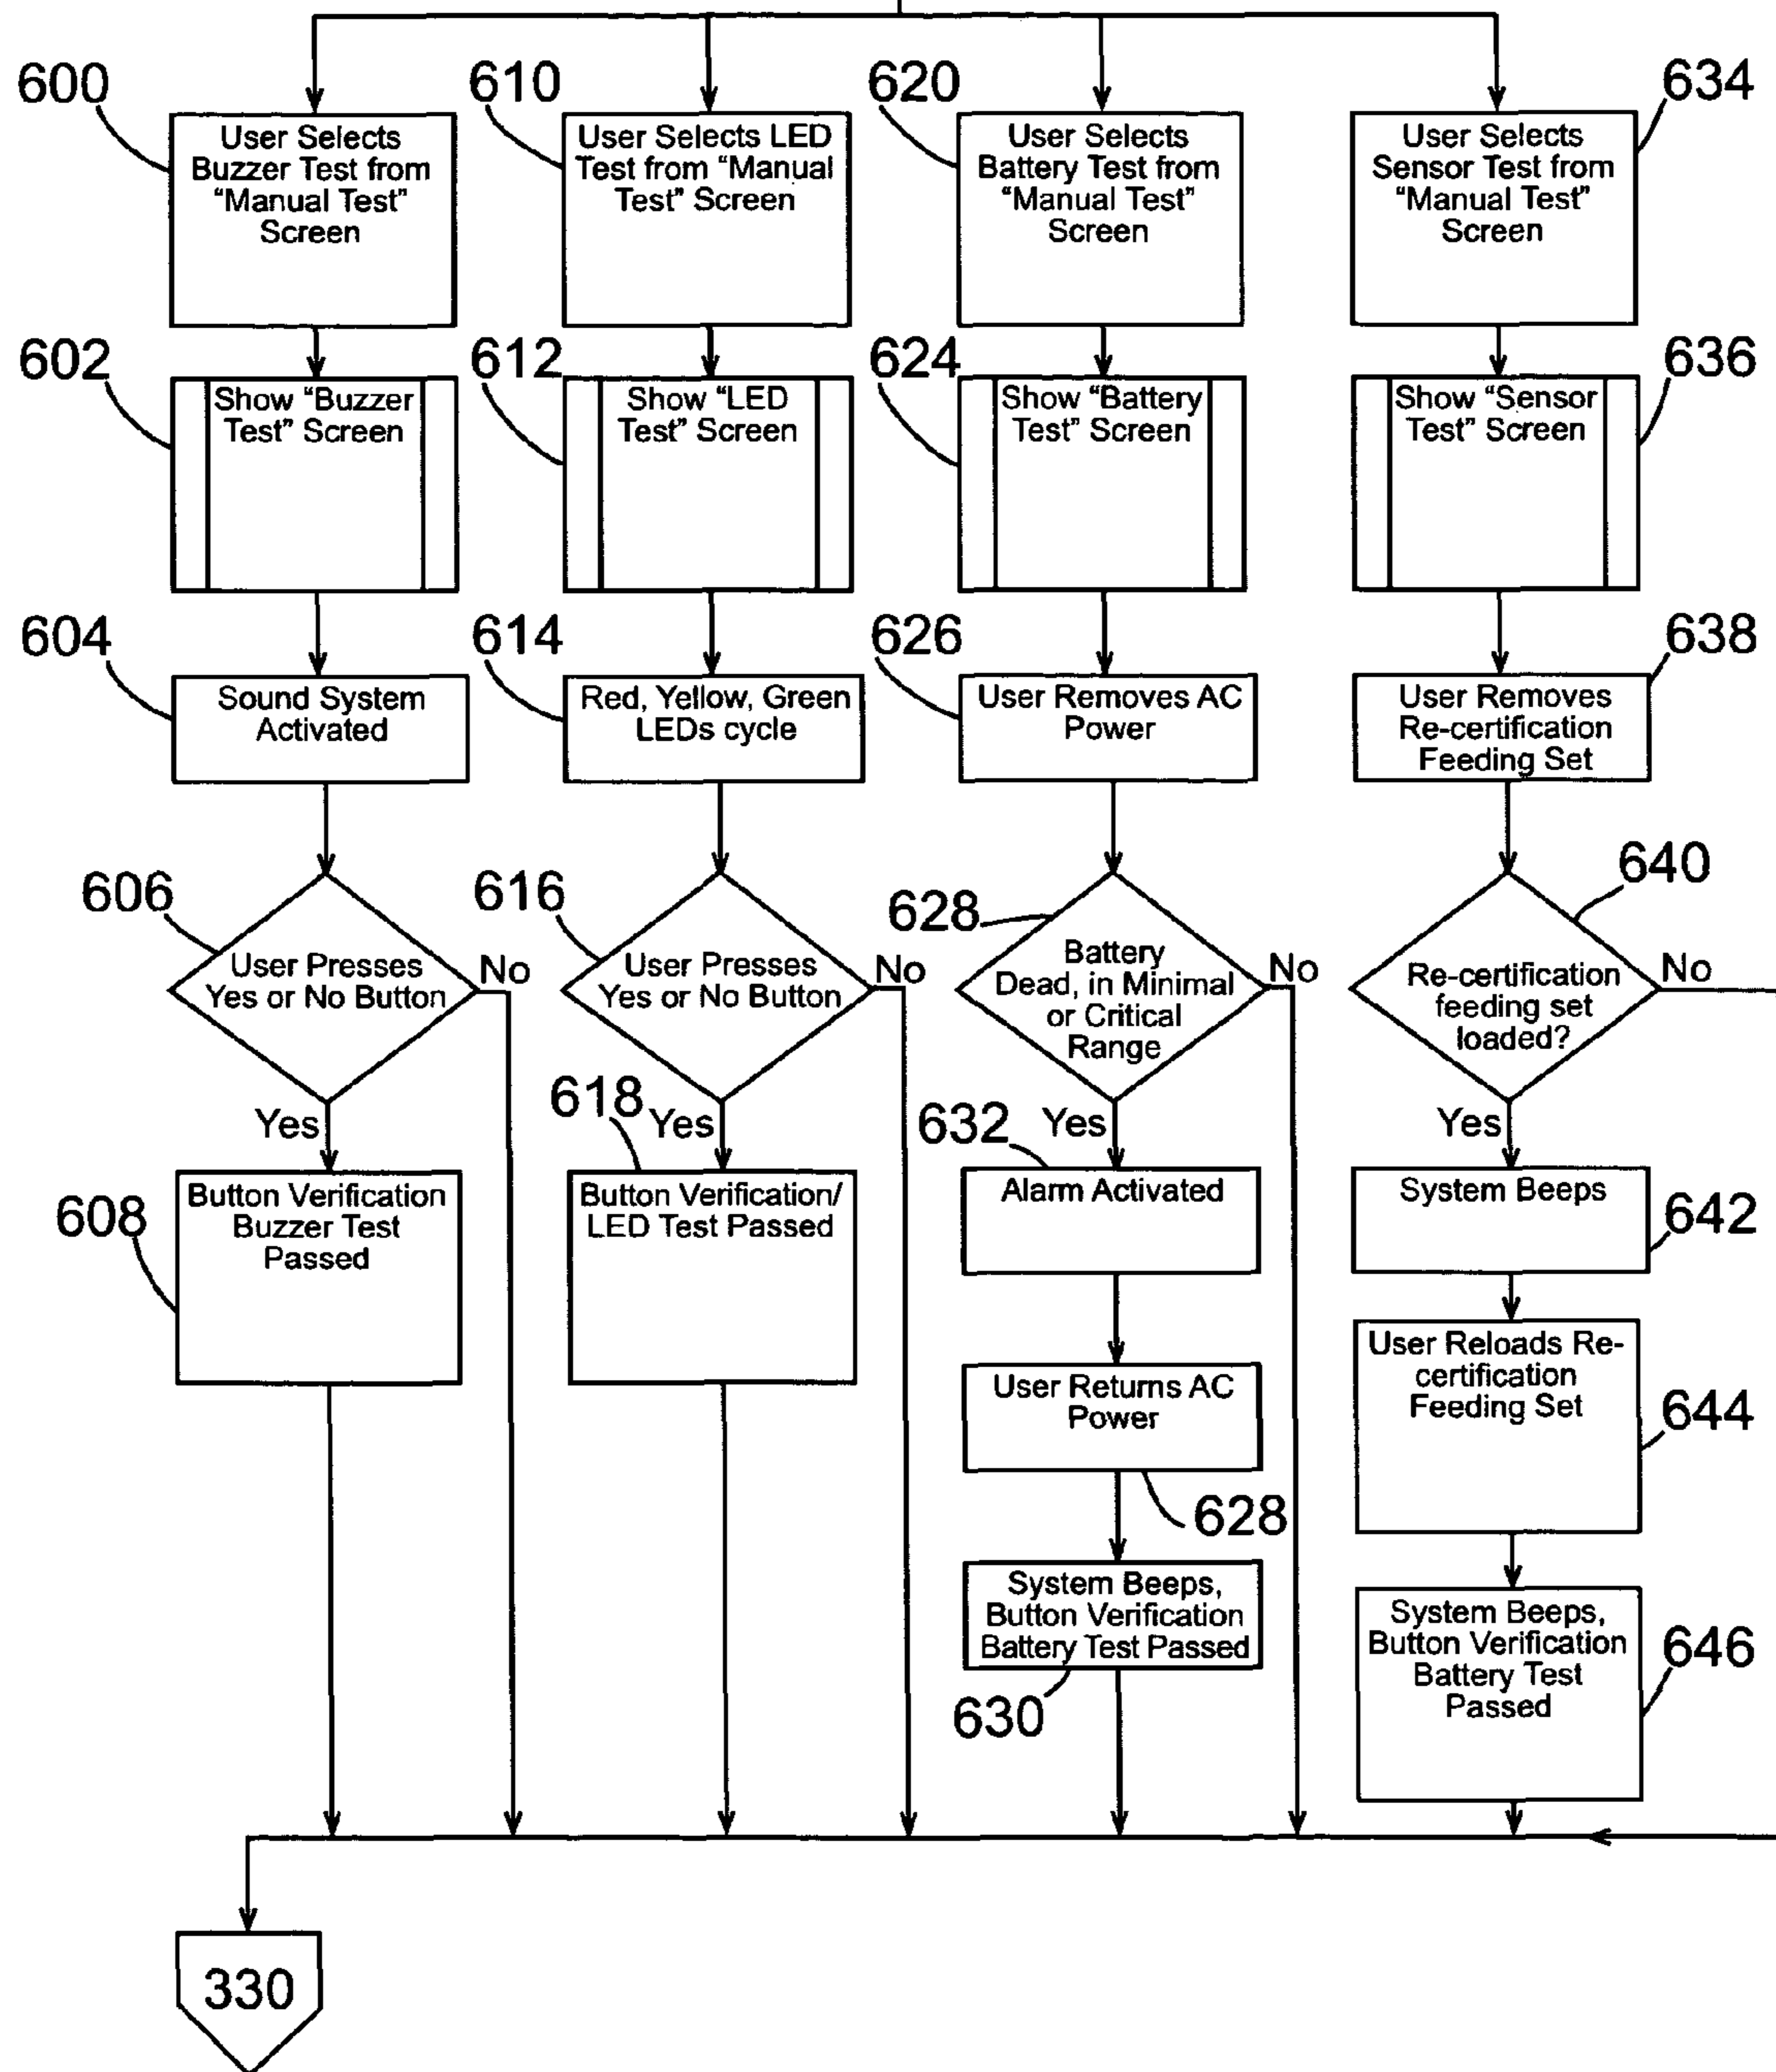 600
User Selects
Buzzer Test from
“Manual Test”
Screen
610
User Selects LED
Test from “Manual
Test” Screen
620
User Selects
Battery Test from
“Manual Test”
Screen
634
User Selects
Sensor Test from
“Manual Test”
Screen
602
Show “Buzzer
Test” Screen
612
Show “LED
Test” Screen
624
Show “Battery
Test” Screen
636
Show “Sensor
Test” Screen
604
Sound System
Activated
614
Red, Yellow, Green
LEDs cycle
626
User Removes AC
Power
638
User Removes
Re-certification
Feeding Set
606
User Presses
Yes or No Button
No
Yes
616
User Presses
Yes or No Button
No
Yes
628
Battery
Dead, in Minimal
or Critical
Range
No
Yes
640
Re-certification
feeding set
loaded?
No
Yes
608
Button Verification
Buzzer Test
Passed
618
Button Verification/
LED Test Passed
632
Alarm Activated
System Beeps
642
User Returns AC
Power
628
User Reloads Re-
certification
Feeding Set
644
System Beeps,
Button Verification
Battery Test Passed
630
System Beeps,
Button Verification
Battery Test
Passed
646
330